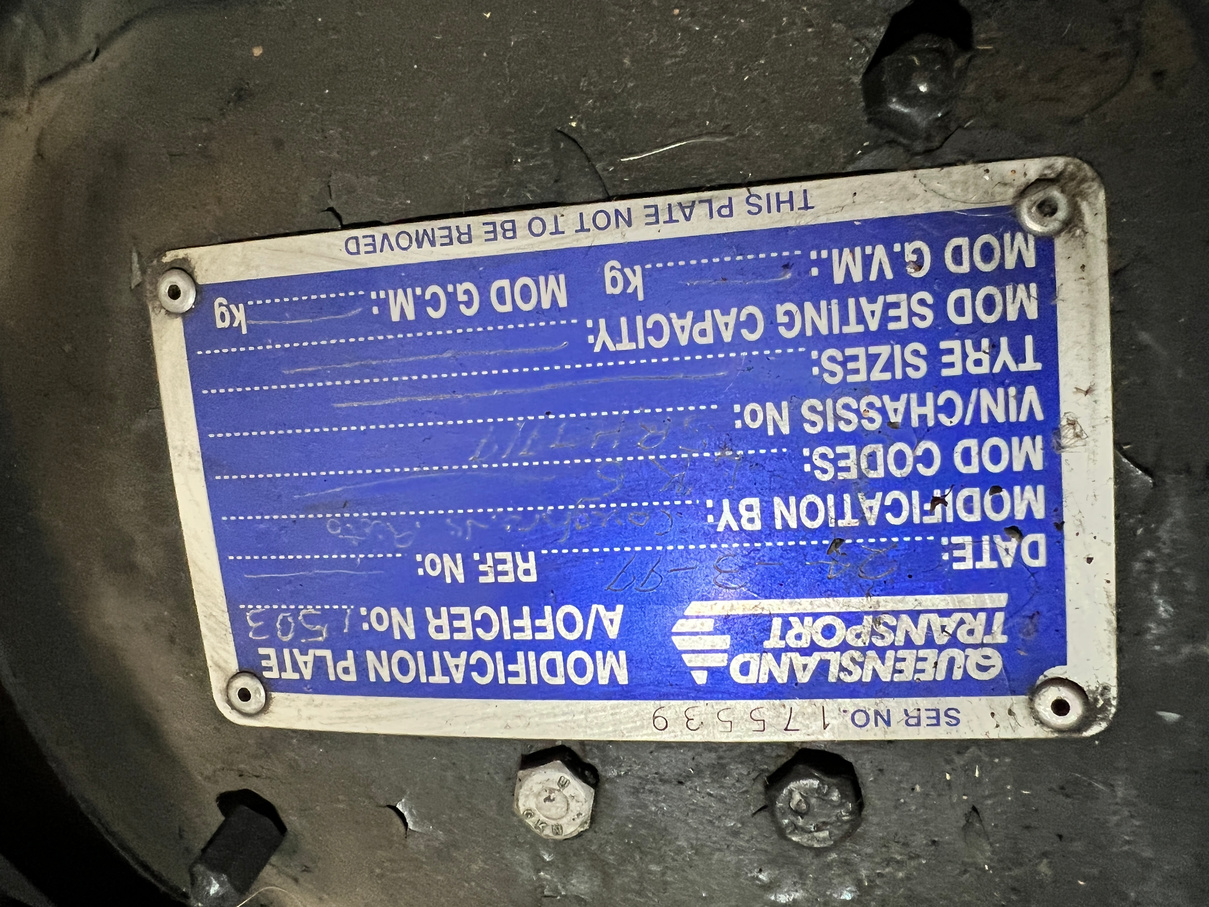 SER NO. 175539
QUEENSLAND TRANSPORT
MODIFICATION PLATE
A/OFFICER No: 1503
DATE: 24-3-97 REF No:
MODIFICATION BY:
MOD CODES: K5
VIN/CHASSIS No:
TYRE SIZES:
MOD SEATING CAPACITY:
MOD G.V.M.: kg MOD G.C.M.: kg
THIS PLATE NOT TO BE REMOVED